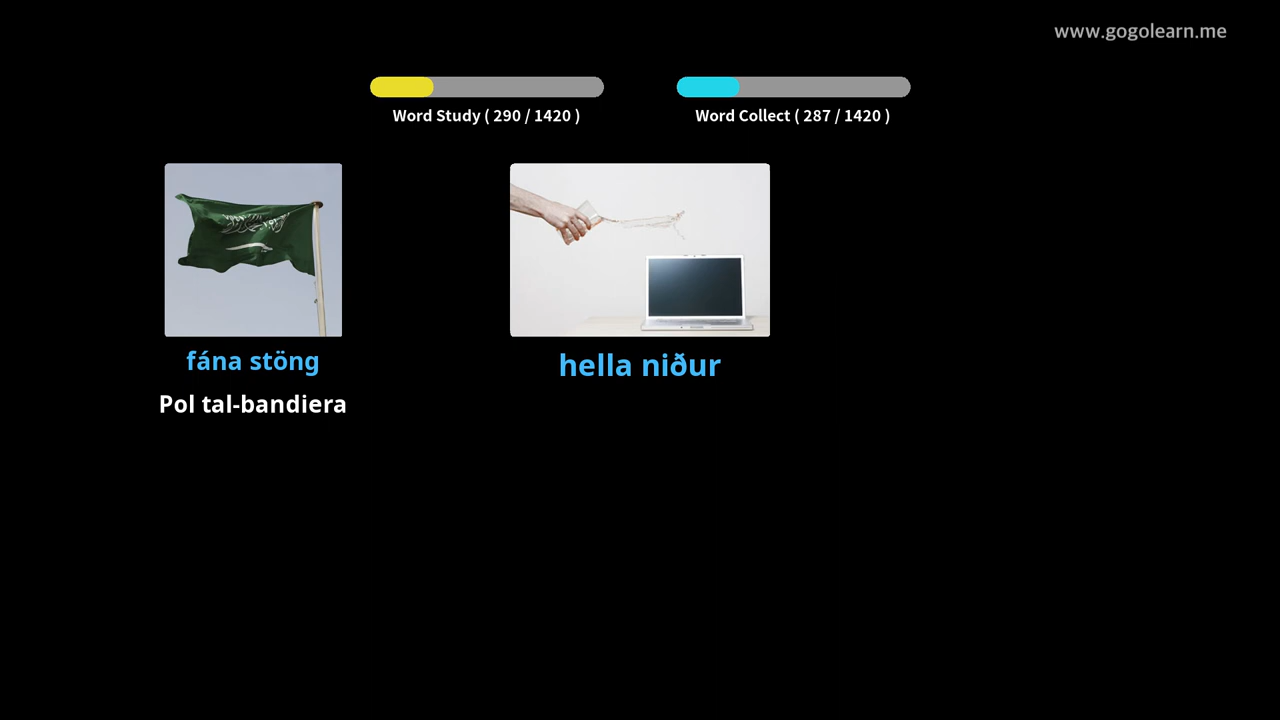 www.gogolearn.me
Word Study ( 290 / 1420 )
Word Collect ( 287 / 1420 )
fána stöng
hella niður
Pol tal-bandiera